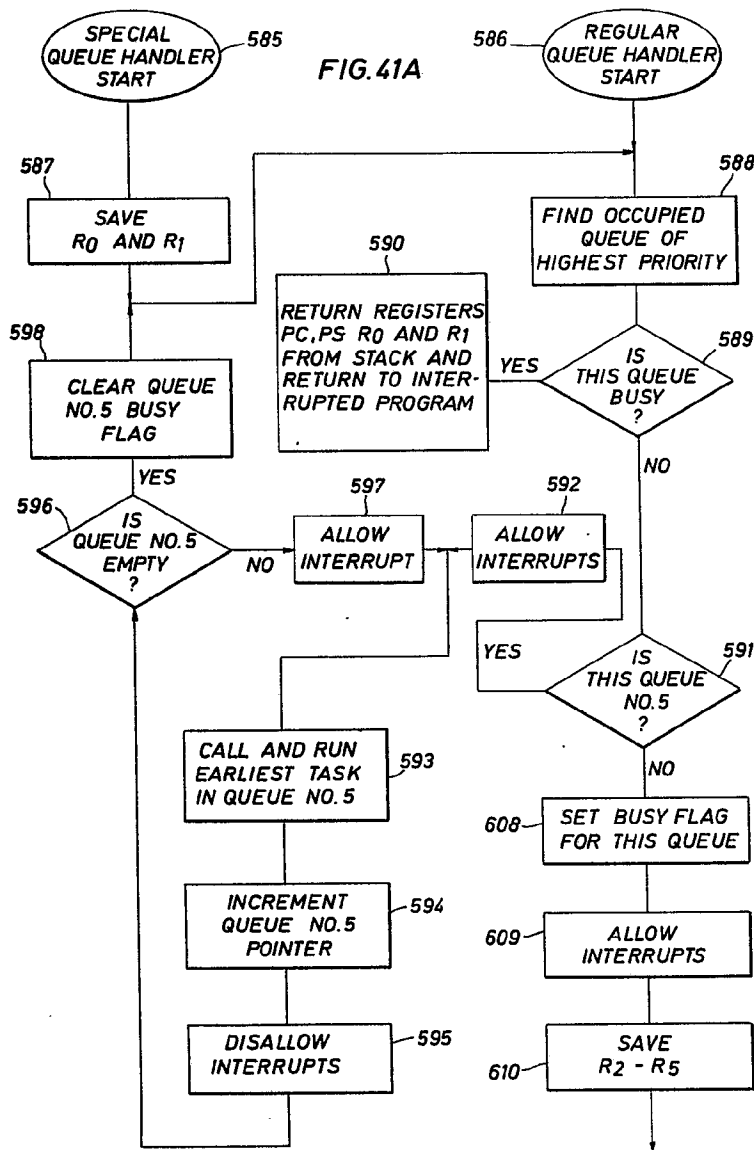 SPECIAL
QUEUE HANDLER
START
585
FIG. 41A
586
REGULAR
QUEUE HANDLER
START
587
SAVE
R0 AND R1
588
FIND OCCUPIED
QUEUE OF
HIGHEST PRIORITY
590
RETURN REGISTERS
PC, PS R0 AND R1
FROM STACK AND
RETURN TO INTER-
RUPTED PROGRAM
YES
589
IS
THIS QUEUE
BUSY
?
NO
598
CLEAR QUEUE
NO. 5 BUSY
FLAG
YES
596
IS
QUEUE NO. 5
EMPTY
?
NO
597
ALLOW
INTERRUPT
592
ALLOW
INTERRUPTS
YES
591
IS
THIS QUEUE
NO. 5
?
NO
CALL AND RUN
EARLIEST TASK
IN QUEUE NO. 5
593
608
SET BUSY FLAG
FOR THIS QUEUE
INCREMENT
QUEUE NO. 5
POINTER
594
609
ALLOW
INTERRUPTS
DISALLOW
INTERRUPTS
595
610
SAVE
R2 - R5